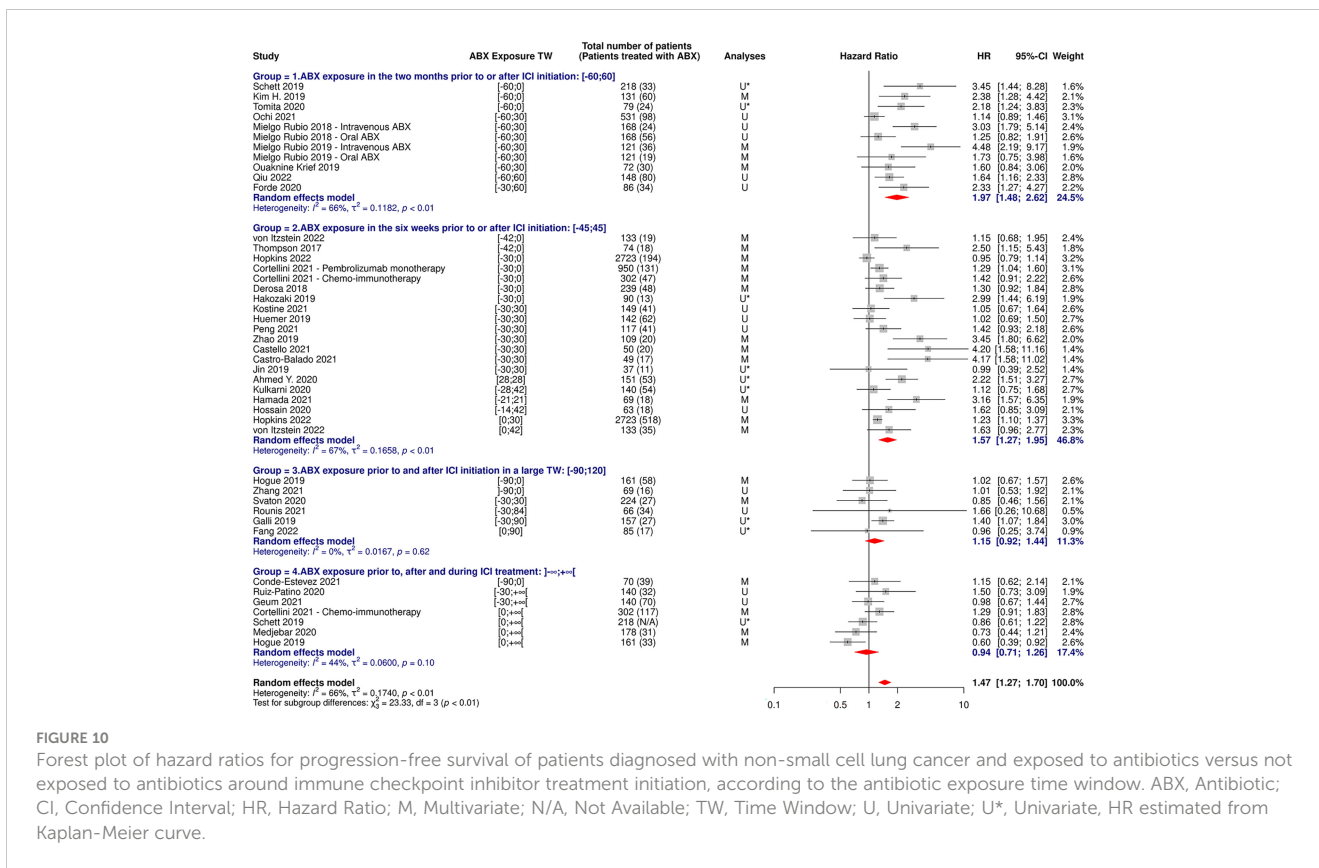 Study ABX Exposure TW Total number of patients (Patients treated with ABX) Analyses Hazard Ratio HR 95%-CI Weight
Group = 1.ABX exposure in the two months prior to or after ICI initiation: [-60;60]
Schett 2019 [-60;0] 218 (33) U* 3.45 [1.44; 8.28] 1.6%
Kim H. 2019 [-60;0] 131 (60) M 2.38 [1.28; 4.42] 2.1%
Tomita 2020 [-60;0] 79 (24) U* 2.18 [1.24; 3.83] 2.3%
Ochi 2021 [-60;30] 531 (98) U 1.14 [0.89; 1.46] 3.1%
Mielgo Rubio 2018 - Intravenous ABX [-60;30] 168 (24) U 3.03 [1.79; 5.14] 2.4%
Mielgo Rubio 2018 - Oral ABX [-60;30] 168 (56) U 1.25 [0.82; 1.91] 2.7%
Mielgo Rubio 2019 - Intravenous ABX [-60;30] 121 (36) M 4.48 [2.19; 9.17] 1.9%
Mielgo Rubio 2019 - Oral ABX [-60;30] 121 (19) M 1.73 [0.75; 3.98] 1.6%
Ouaknine Krief 2019 [-60;30] 72 (30) M 1.60 [0.84; 3.06] 2.0%
Qiu 2022 [-60;60] 148 (80) U 1.64 [1.16; 2.33] 2.8%
Forde 2020 [-30;60] 86 (34) U 2.33 [1.27; 4.27] 2.2%
Random effects model 1.97 [1.48; 2.62] 24.5%
Heterogeneity: I² = 66%, τ² = 0.1182, p < 0.01
Group = 2.ABX exposure in the six weeks prior to or after ICI initiation: [-45;45]
von Itzstein 2022 [-42;0] 133 (19) M 1.15 [0.68; 1.95] 2.4%
Thompson 2017 [-42;0] 74 (18) M 2.50 [1.15; 5.43] 1.8%
Hopkins 2022 [-30;0] 2723 (194) M 0.95 [0.79; 1.14] 3.2%
Cortellini 2021 - Pembrolizumab monotherapy [-30;0] 950 (131) M 1.29 [1.04; 1.60] 3.1%
Cortellini 2021 - Chemo-immunotherapy [-30;0] 302 (47) M 1.42 [0.91; 2.22] 2.6%
Derosa 2018 [-30;0] 239 (48) M 1.30 [0.92; 1.84] 2.8%
Hakozaki 2019 [-30;0] 90 (13) U* 2.99 [1.44; 6.19] 1.9%
Kostine 2021 [-30;30] 149 (41) U 1.05 [0.67; 1.64] 2.6%
Huemer 2019 [-30;30] 142 (62) U 1.02 [0.69; 1.50] 2.7%
Peng 2021 [-30;30] 117 (41) M 1.42 [0.93; 2.18] 2.6%
Zhao 2019 [-30;30] 109 (20) M 3.45 [1.80; 6.62] 2.0%
Castello 2021 [-30;30] 50 (20) M 4.20 [1.58; 11.16] 1.4%
Castro-Balado 2021 [-30;30] 49 (17) M 4.17 [1.58; 11.02] 1.4%
Jin 2019 [-30;30] 37 (11) U* 0.99 [0.39; 2.52] 1.4%
Ahmed Y. 2020 [28;28] 151 (53) U* 2.22 [1.51; 3.27] 2.7%
Kulkarni 2020 [-28;42] 140 (54) U* 1.12 [0.75; 1.68] 2.7%
Hamada 2021 [-21;21] 69 (18) M 3.16 [1.57; 6.35] 1.9%
Hossain 2020 [-14;42] 63 (18) U 1.62 [0.85; 3.09] 2.1%
Hopkins 2022 [0;30] 2723 (518) M 1.23 [1.10; 1.37] 3.3%
von Itzstein 2022 [0;42] 133 (35) M 1.63 [0.96; 2.77] 2.3%
Random effects model 1.57 [1.27; 1.95] 46.8%
Heterogeneity: I² = 67%, τ² = 0.1658, p < 0.01
Group = 3.ABX exposure prior to and after ICI initiation in a large TW: [-90;120]
Hogue 2019 [-90;0] 161 (58) M 1.02 [0.67; 1.57] 2.6%
Zhang 2021 [-90;0] 69 (16) U 1.01 [0.53; 1.92] 2.1%
Svaton 2020 [-30;30] 224 (27) M 0.85 [0.46; 1.56] 2.1%
Rounis 2021 [-30;84] 66 (34) U 1.66 [0.26; 10.68] 0.5%
Galli 2019 [-30;90] 157 (27) U* 1.40 [1.07; 1.84] 3.0%
Fang 2022 [0;90] 85 (17) U* 0.96 [0.25; 3.74] 0.9%
Random effects model 1.15 [0.92; 1.44] 11.3%
Heterogeneity: I² = 0%, τ² = 0.0167, p = 0.62
Group = 4.ABX exposure prior to, after and during ICI treatment: ]-∞;+∞[
Conde-Estevez 2021 [-90;0] 70 (39) M 1.15 [0.62; 2.14] 2.1%
Ruiz-Patino 2020 [-30;+∞[ 140 (32) U 1.50 [0.73; 3.09] 1.9%
Geum 2021 [-30;+∞[ 140 (70) U 0.98 [0.67; 1.44] 2.7%
Cortellini 2021 - Chemo-immunotherapy [0;+∞[ 302 (117) M 1.29 [0.91; 1.83] 2.8%
Schett 2019 [0;+∞[ 218 (N/A) U* 0.86 [0.61; 1.22] 2.8%
Medjebar 2020 [0;+∞[ 178 (31) M 0.73 [0.44; 1.21] 2.4%
Hogue 2019 [0;+∞[ 161 (33) M 0.60 [0.39; 0.92] 2.6%
Random effects model 0.94 [0.71; 1.26] 17.4%
Heterogeneity: I² = 44%, τ² = 0.0600, p = 0.10
Random effects model 1.47 [1.27; 1.70] 100.0%
Heterogeneity: I² = 66%, τ² = 0.1740, p < 0.01
Test for subgroup differences: χ²₃ = 23.33, df = 3 (p < 0.01)
0.1 0.5 1 2 10
FIGURE 10
Forest plot of hazard ratios for progression-free survival of patients diagnosed with non-small cell lung cancer and exposed to antibiotics versus not
exposed to antibiotics around immune checkpoint inhibitor treatment initiation, according to the antibiotic exposure time window. ABX, Antibiotic;
CI, Confidence Interval; HR, Hazard Ratio; M, Multivariate; N/A, Not Available; TW, Time Window; U, Univariate; U*, Univariate, HR estimated from
Kaplan-Meier curve.